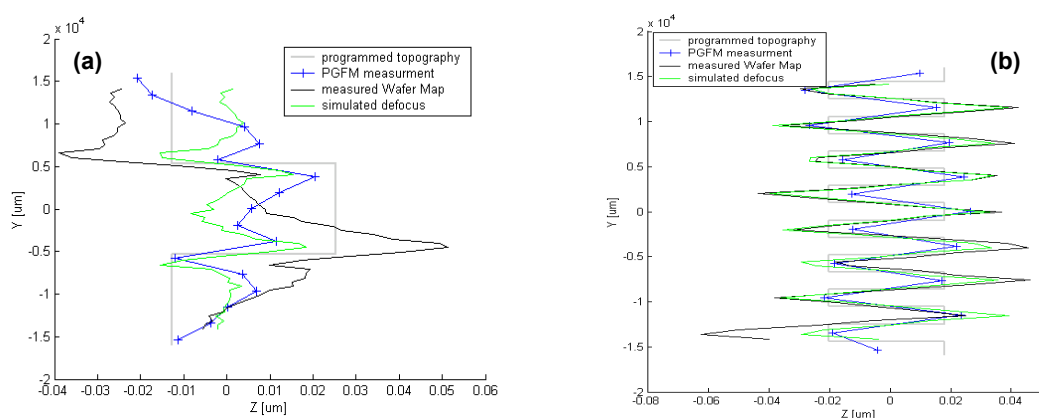 x 10⁴
(a)
programmed topography
PGFM measurment
measured Wafer Map
simulated defocus
2
1.5
1
0.5
0
-0.5
-1
-1.5
-2
Y [um]
-0.04 -0.03 -0.02 -0.01 0 0.01 0.02 0.03 0.04 0.05 0.06
Z [um]
x 10⁴
(b)
programmed topography
PGFM measurment
measured Wafer Map
simulated defocus
2
1.5
1
0.5
0
-0.5
-1
-1.5
-2
Y [um]
-0.08 -0.06 -0.04 -0.02 0 0.02 0.04 0.06
Z [um]